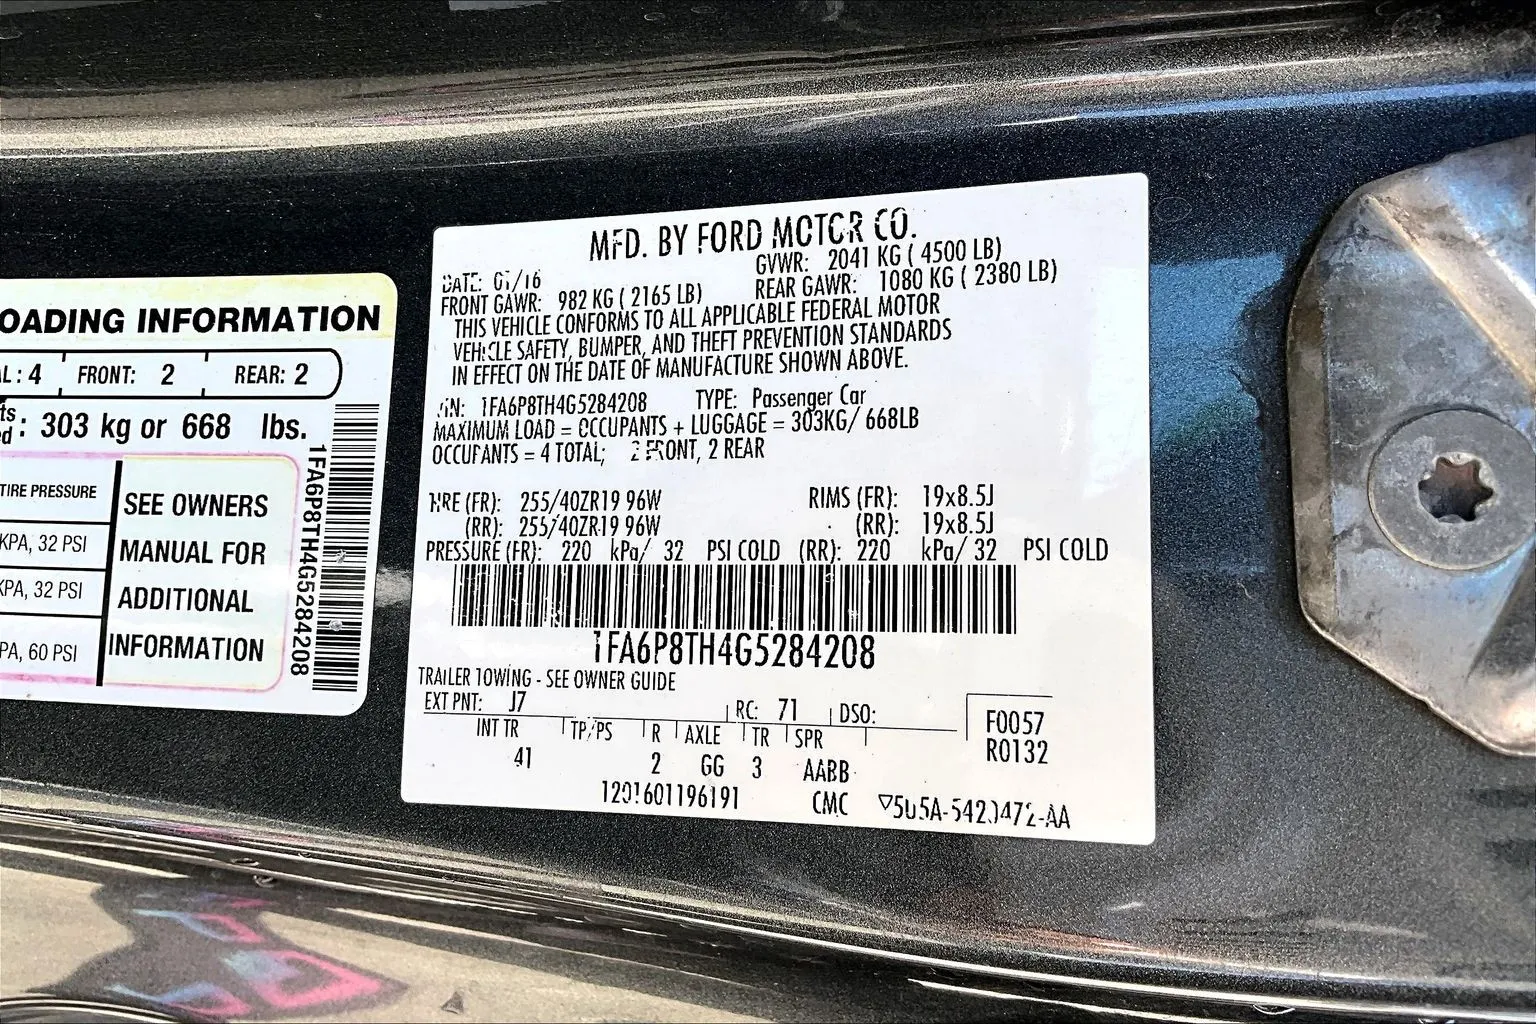 OADING INFORMATION
AL: 4 FRONT: 2 REAR: 2
: 303 kg or 668 lbs.
TIRE PRESSURE
KPA, 32 PSI
KPA, 32 PSI
PA, 60 PSI
SEE OWNERS
MANUAL FOR
ADDITIONAL
INFORMATION
1FA6P8TH4G5284208
MFD. BY FORD MOTOR CO.
DATE: 07/16 GVWR: 2041 KG ( 4500 LB)
FRONT GAWR: 982 KG ( 2165 LB) REAR GAWR: 1080 KG ( 2380 LB)
THIS VEHICLE CONFORMS TO ALL APPLICABLE FEDERAL MOTOR
VEHICLE SAFETY, BUMPER, AND THEFT PREVENTION STANDARDS
IN EFFECT ON THE DATE OF MANUFACTURE SHOWN ABOVE.
VIN: 1FA6P8TH4G5284208 TYPE: Passenger Car
MAXIMUM LOAD = OCCUPANTS + LUGGAGE = 303KG/ 668LB
OCCUPANTS = 4 TOTAL; 2 FRONT, 2 REAR
TIRE (FR): 255/40ZR19 96W RIMS (FR): 19x8.5J
(RR): 255/40ZR19 96W (RR): 19x8.5J
PRESSURE (FR): 220 kPa/ 32 PSI COLD (RR): 220 kPa/ 32 PSI COLD
1FA6P8TH4G5284208
TRAILER TOWING - SEE OWNER GUIDE
EXT PNT: J7 RC: 71 DSO:
F0057
R0132
INT TR TP/PS R AXLE TR SPR
41 2 GG 3 AABB
1201601196191 CMC